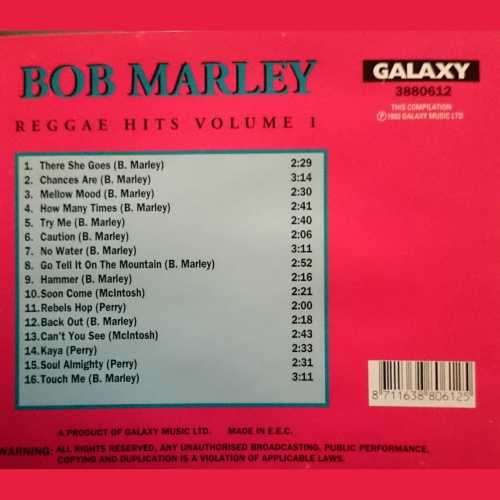 BOB MARLEY
REGGAE HITS VOLUME 1
GALAXY
3880612
THIS COMPILATION
MUSIC LTD
1. There She Goes (B. Marley) 2:29
2. Chances Are (B. Marley) 3:14
3. Mellow Mood (B. Marley) 2:30
4. How Many Times (B. Marley) 2:41
5. Try Me (B. Marley) 2:40
6. Caution (B. Marley) 2:06
7. No Water (B. Marley) 3:11
8. Go Tell It On The Mountain (B. Marley) 2:52
9. Hammer (B. Marley) 2:16
10. Soon Come (McIntosh) 2:21
11. Rebels Hop (Perry) 2:00
12. Back Out (B. Marley) 2:18
13. Can't You See (McIntosh) 2:43
14. Kaya (Perry) 2:33
15. Soul Almighty (Perry) 2:31
16. Touch Me (B. Marley) 3:11
8 711638 806125
A PRODUCT OF GALAXY MUSIC LTD. MADE IN E.E.C.
WARNING: ALL RIGHTS RESERVED, ANY UNAUTHORISED BROADCASTING, PUBLIC PERFORMANCE,
COPYING AND DUPLICATION IS A VIOLATION OF APPLICABLE LAWS.